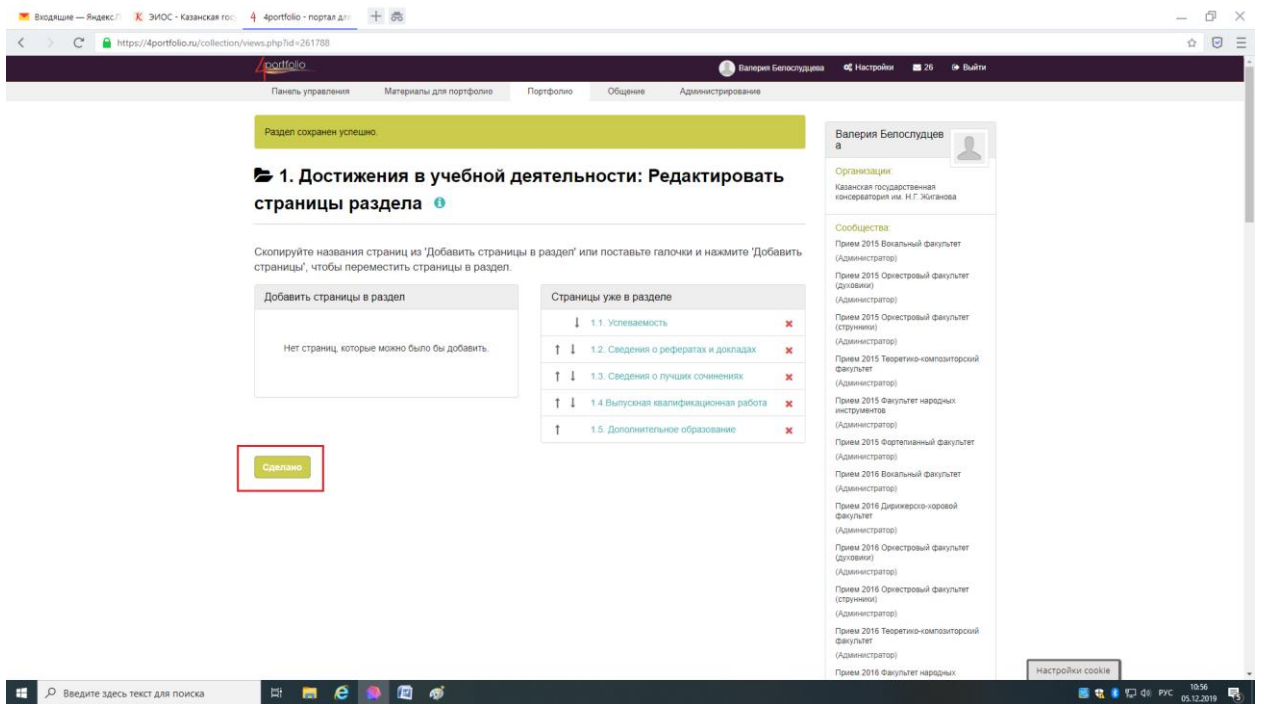 Входящие — Яндекс.П
ЭИОС - Казанская гос
4portfolio - портал для
https://4portfolio.ru/collection/views.php?id=261788
4portfolio
Валерия Белослудцева
Настройки
26
Выйти
Панель управления
Материалы для портфолио
Портфолио
Общение
Администрирование
Раздел сохранен успешно.
1. Достижения в учебной деятельности: Редактировать
страницы раздела
Скопируйте названия страниц из 'Добавить страницы в раздел' или поставьте галочки и нажмите 'Добавить
страницы', чтобы переместить страницы в раздел.
Добавить страницы в раздел
Нет страниц, которые можно было бы добавить.
Страницы уже в разделе
1.1. Успеваемость
1.2. Сведения о рефератах и докладах
1.3. Сведения о лучших сочинениях
1.4.Выпускная квалификационная работа
1.5. Дополнительное образование
Сделано
Валерия Белослудцев
а
Организации:
Казанская государственная
консерватория им. Н.Г. Жиганова
Сообщества:
Прием 2015 Вокальный факультет
(Администратор)
Прием 2015 Оркестровый факультет
(духовики)
(Администратор)
Прием 2015 Оркестровый факультет
(струнники)
(Администратор)
Прием 2015 Теоретико-композиторский
факультет
(Администратор)
Прием 2015 Факультет народных
инструментов
(Администратор)
Прием 2015 Фортепианный факультет
(Администратор)
Прием 2016 Вокальный факультет
(Администратор)
Прием 2016 Дирижерско-хоровой
факультет
(Администратор)
Прием 2016 Оркестровый факультет
(духовики)
(Администратор)
Прием 2016 Оркестровый факультет
(струнники)
(Администратор)
Прием 2016 Теоретико-композиторский
факультет
(Администратор)
Прием 2016 Факультет народных
Настройки cookie
Введите здесь текст для поиска
РУС
10:56
05.12.2019
5